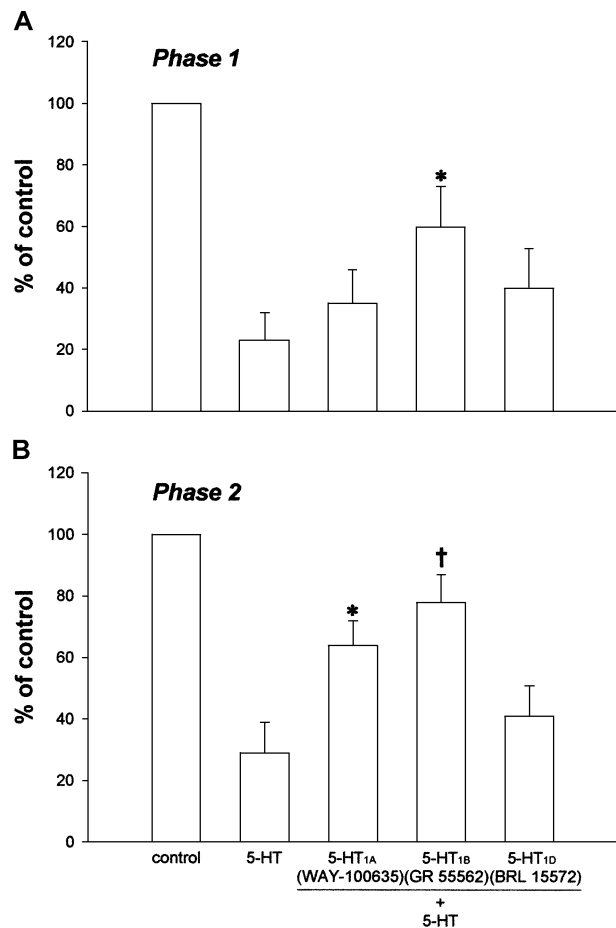 A
Phase 1
% of control
120
100
80
60
40
20
0
*
B
Phase 2
% of control
120
100
80
60
40
20
0
*
†
control 5-HT 5-HT1A 5-HT1B 5-HT1D
(WAY-100635)(GR 55562)(BRL 15572)
+
5-HT